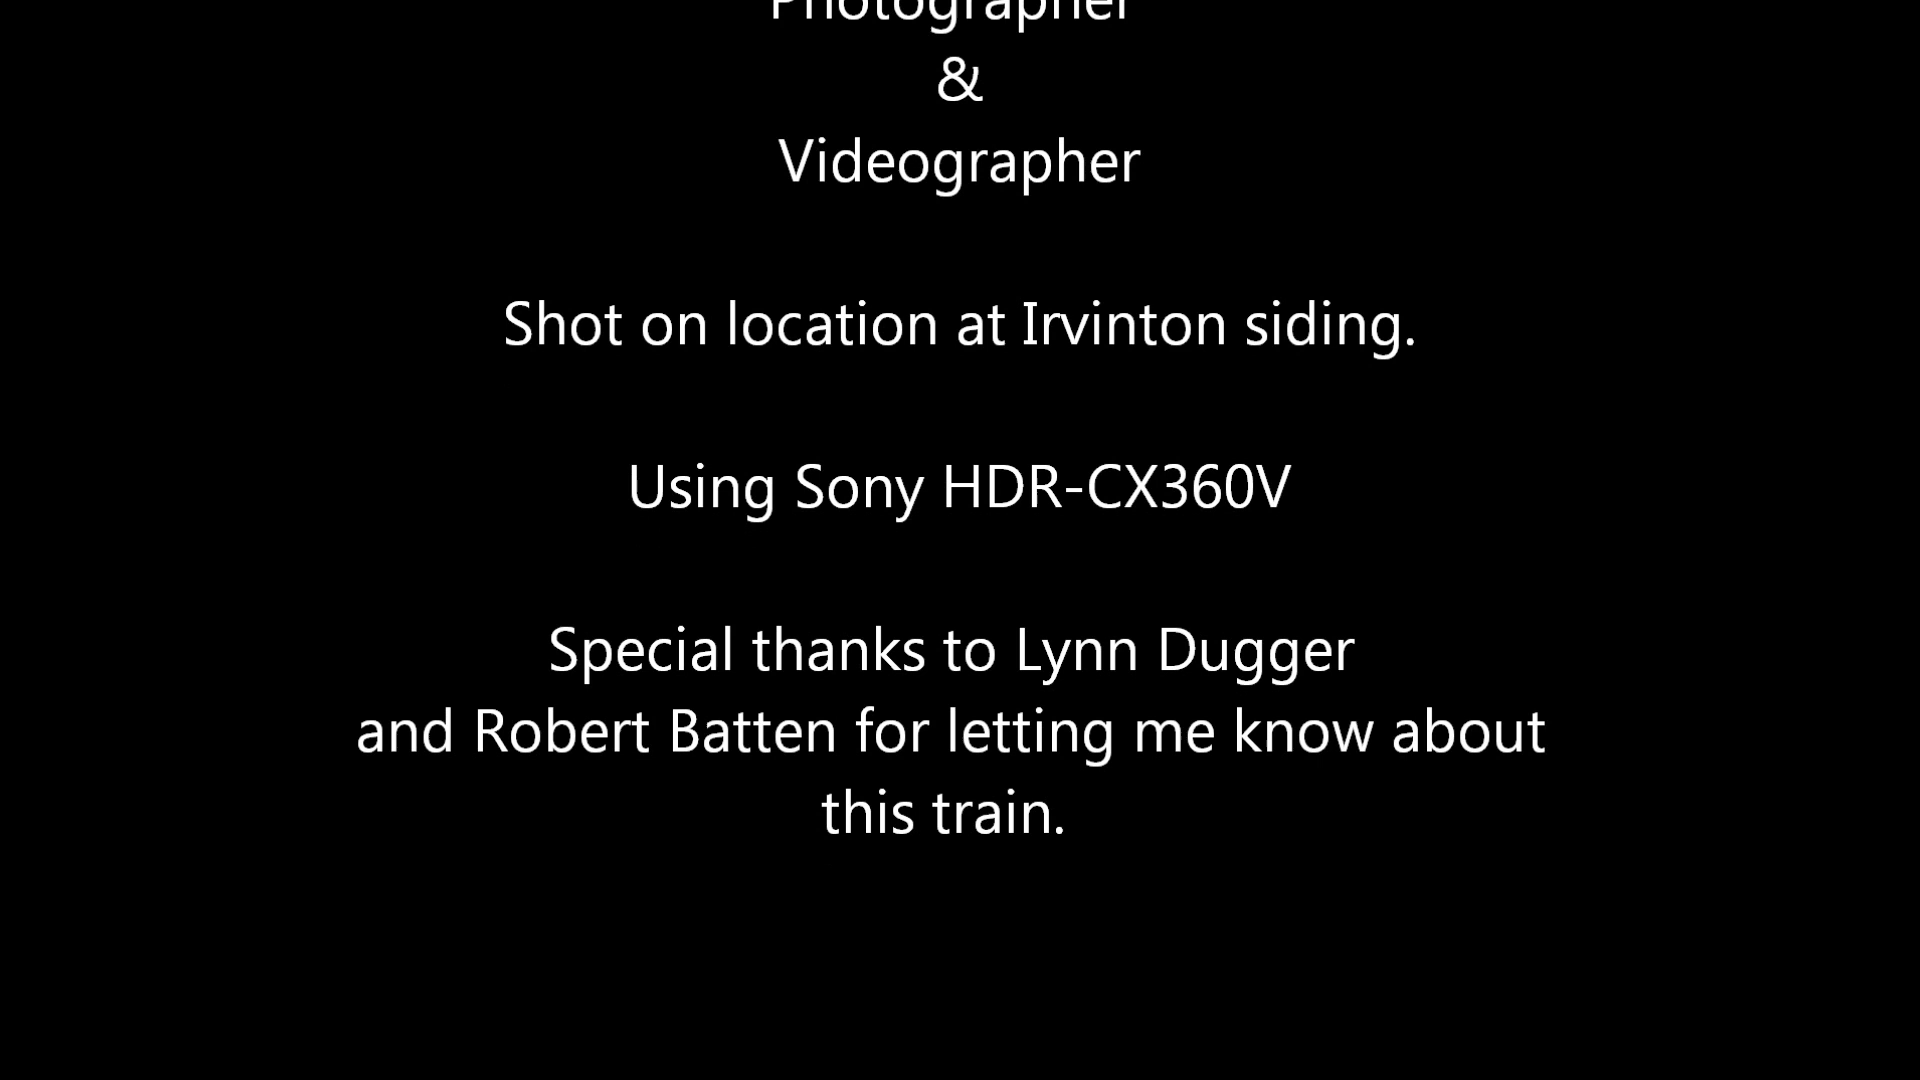 Photographer
&
Videographer
Shot on location at Irvinton siding.
Using Sony HDR-CX360V
Special thanks to Lynn Dugger
and Robert Batten for letting me know about
this train.